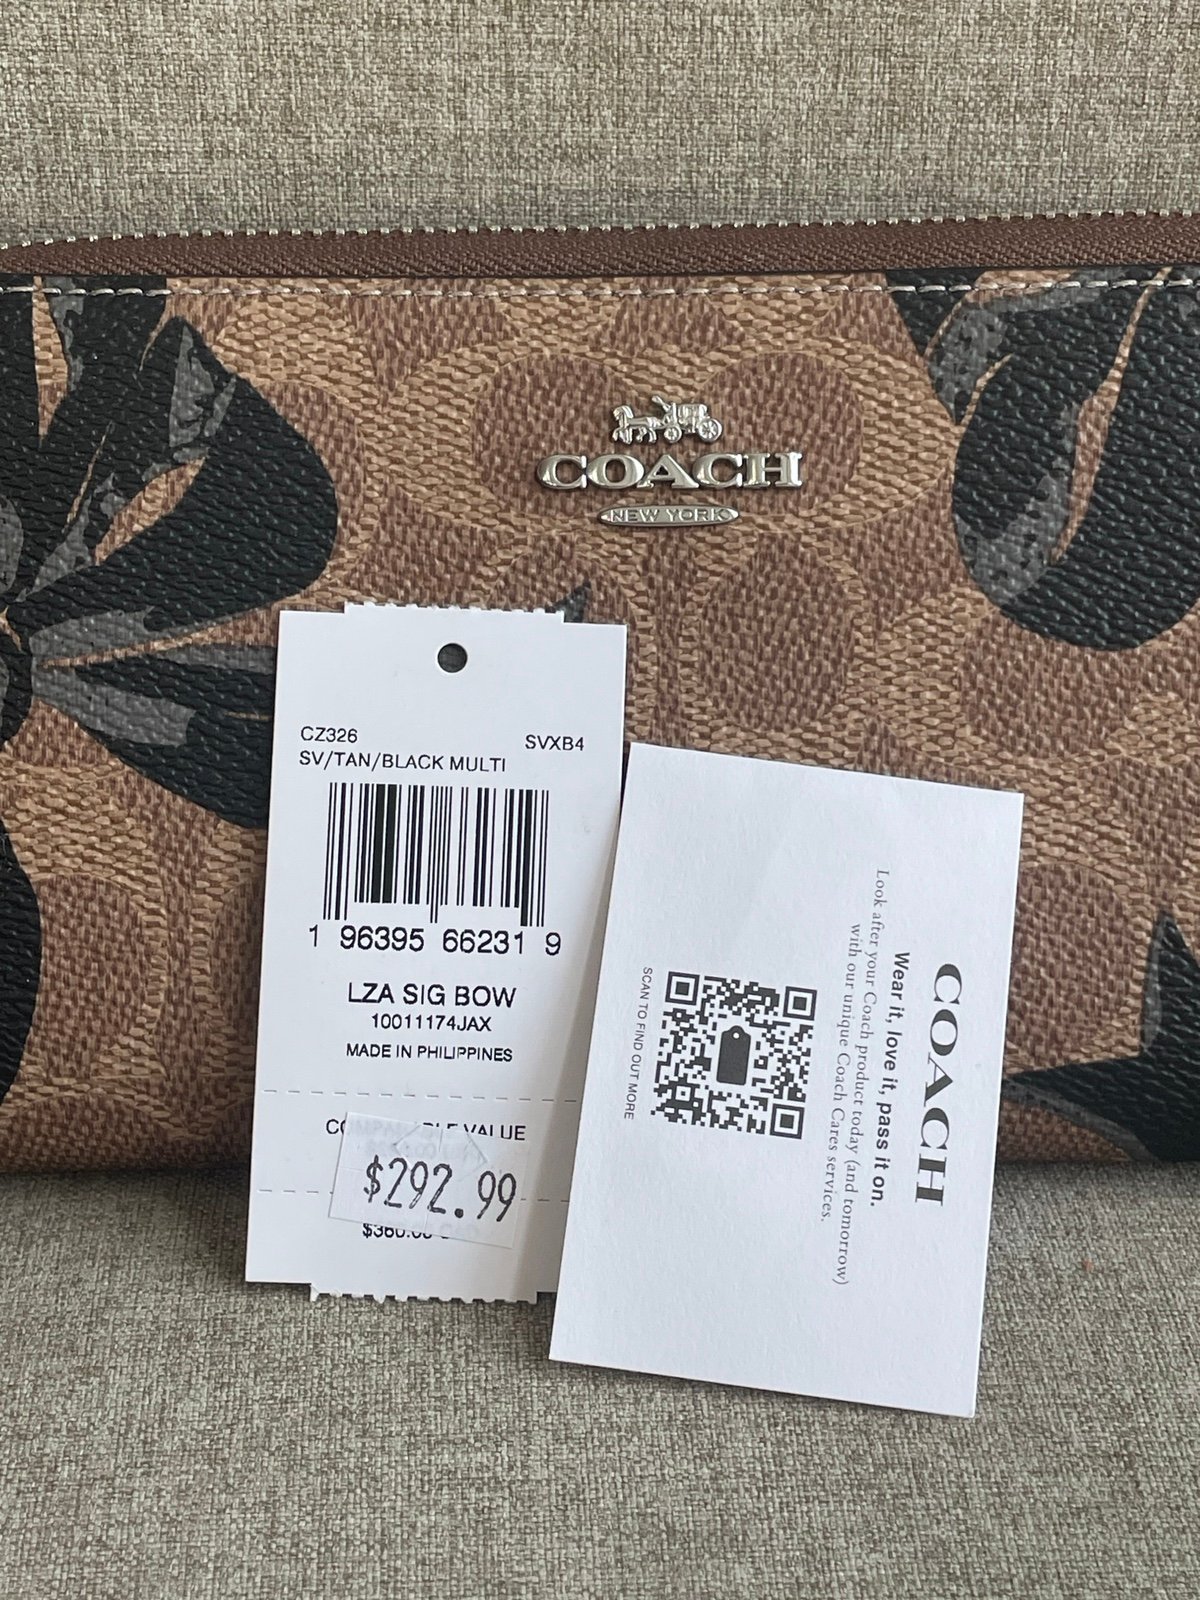 COACH
NEW YORK
CZ326 SVXB4
SV/TAN/BLACK MULTI
1 96395 66231 9
LZA SIG BOW
10011174JAX
MADE IN PHILIPPINES
VALUE
$292.99
COACH
Wear it, love it, pass it on.
Look after your Coach product today (and tomorrow)
with our unique Coach Cares services.
SCAN TO FIND OUT MORE